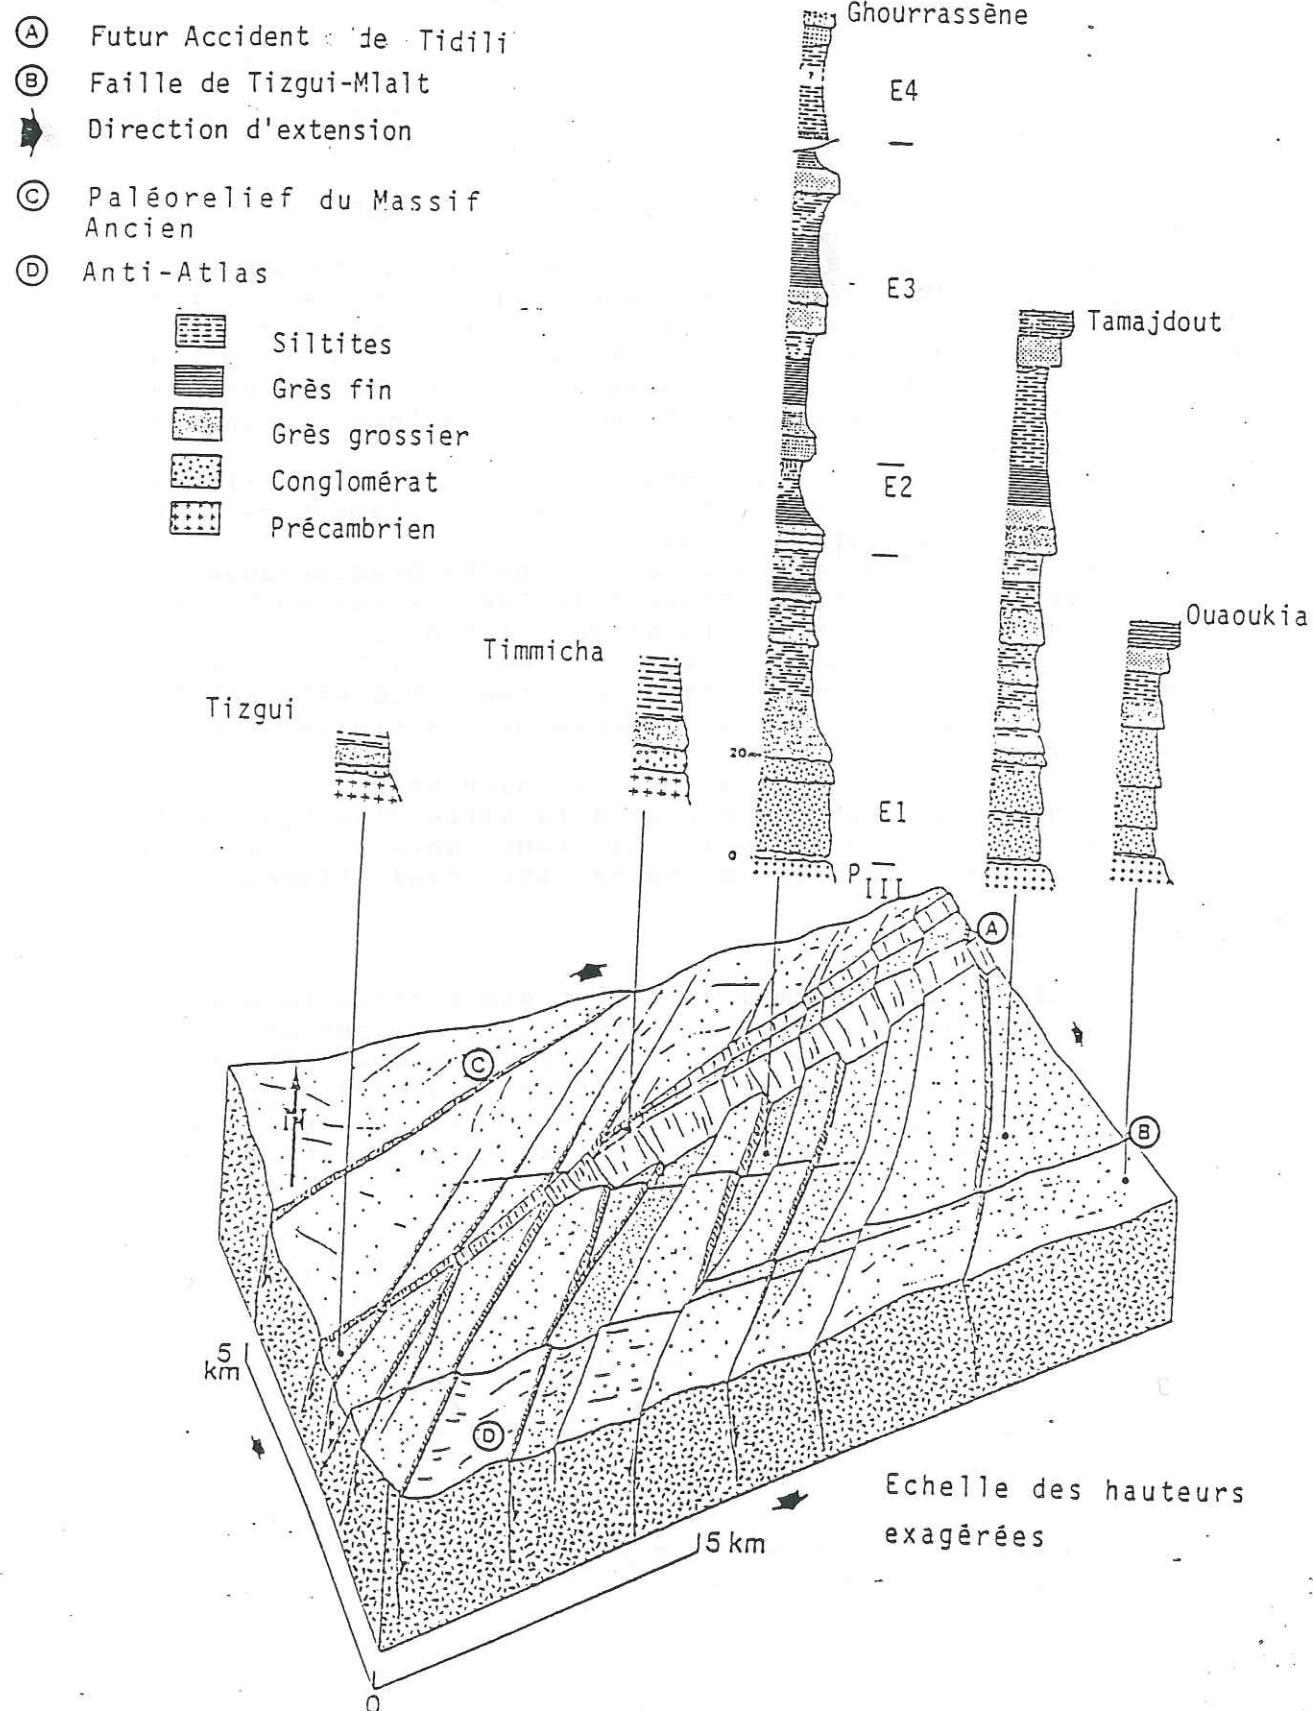 A Futur Accident de Tidili
B Faille de Tizgui-Mlalt
Direction d'extension
C Paléorelief du Massif
Ancien
D Anti-Atlas
Siltites
Grès fin
Grès grossier
Conglomérat
Précambrien
Ghourrassène
E4
E3
Tamajdout
E2
Ouaoukia
Timmicha
Tizgui
20m
E1
0
PIII
A
C
B
5
km
D
Echelle des hauteurs
exagérées
5 km
0